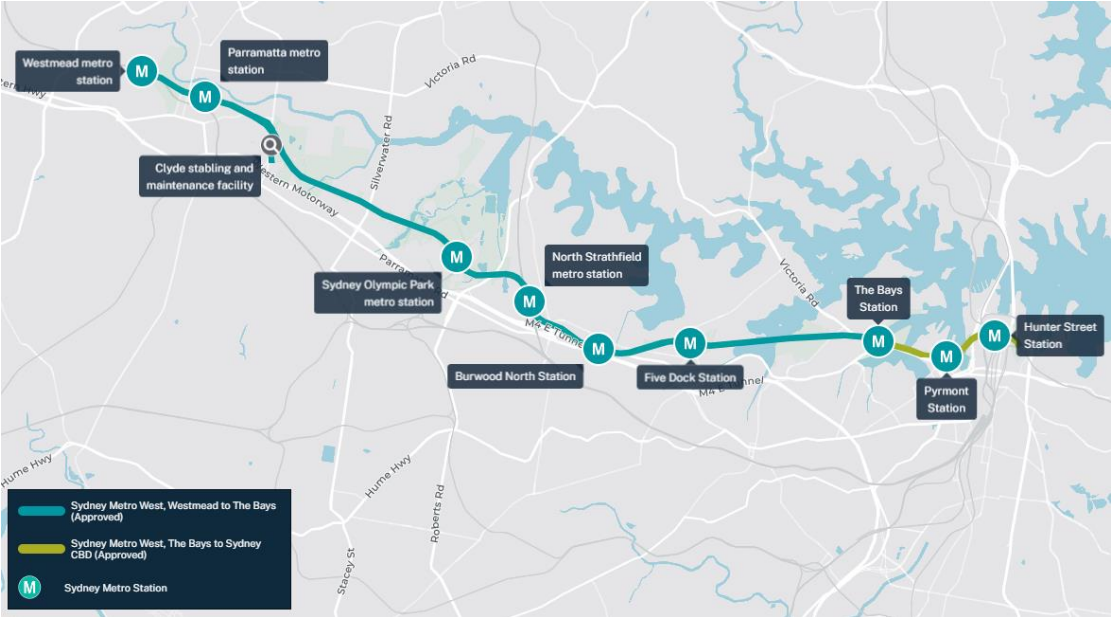 Westmead metro
station
Parramatta metro
station
Victoria Rd
Silverwater Rd
Clyde stabling and
maintenance facility
Western Motorway
North Strathfield
metro station
Sydney Olympic Park
metro station
Victoria Rd
The Bays
Station
Hunter Street
Station
M4 E Tunnel
Burwood North Station
Five Dock Station
M4 E Tunnel
Pyrmont
Station
Hume Hwy
Hume Hwy
Roberts Rd
Stacey St
Sydney Metro West, Westmead to The Bays
(Approved)
Sydney Metro West, The Bays to Sydney
CBD (Approved)
M
Sydney Metro Station